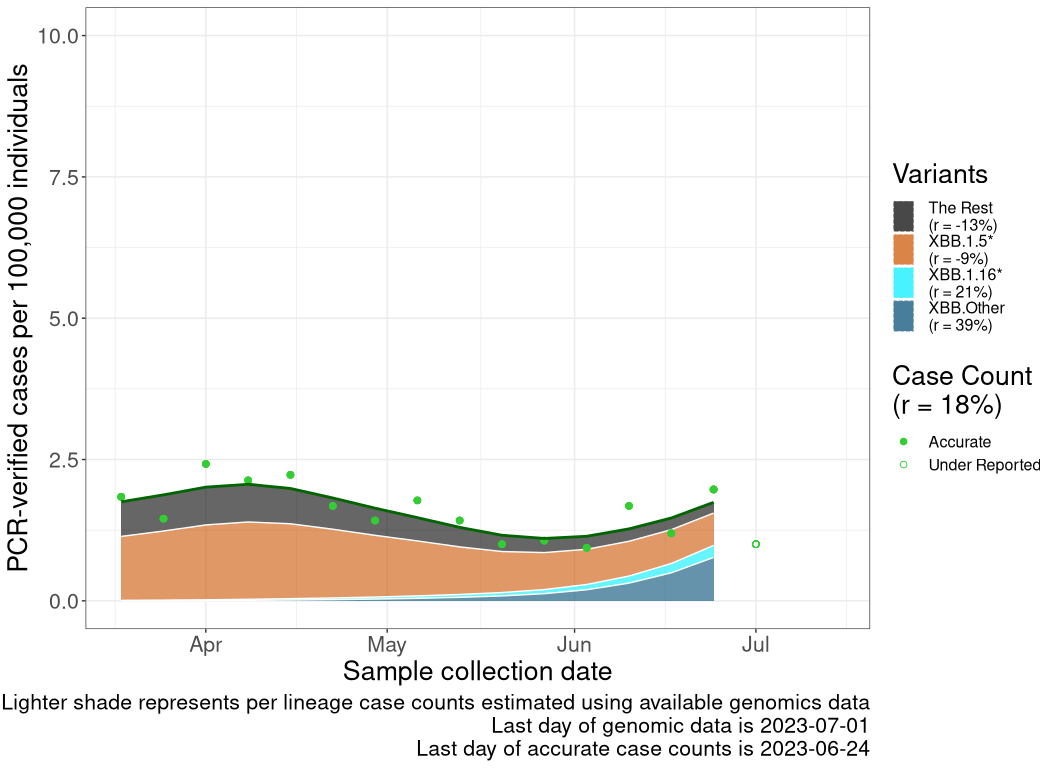 PCR-verified cases per 100,000 individuals
10.0
7.5
5.0
2.5
0.0
Apr
May
Jun
Jul
Sample collection date
Variants
The Rest
(r = -13%)
XBB.1.5*
(r = -9%)
XBB.1.16*
(r = 21%)
XBB.Other
(r = 39%)
Case Count
(r = 18%)
Accurate
Under Reported
Lighter shade represents per lineage case counts estimated using available genomics data
Last day of genomic data is 2023-07-01
Last day of accurate case counts is 2023-06-24